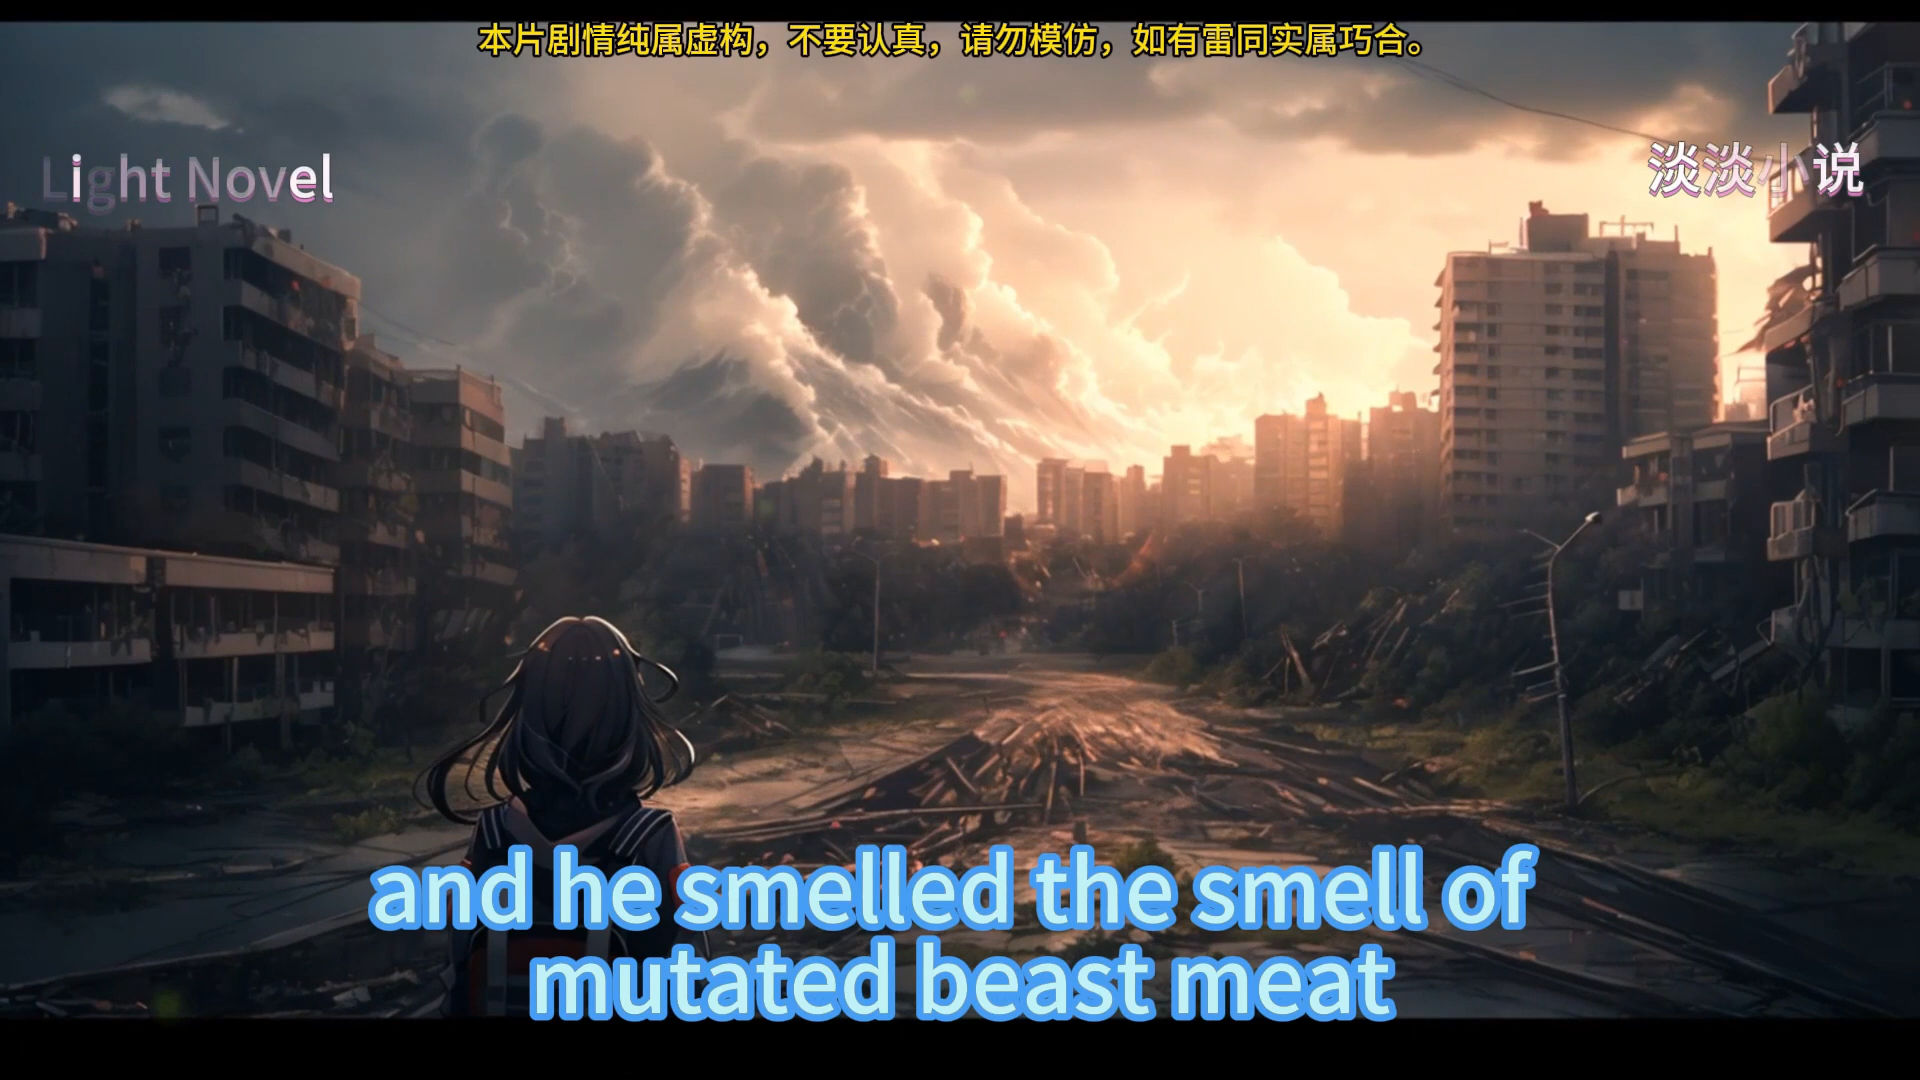 本片剧情纯属虚构，不要认真，请勿模仿，如有雷同实属巧合。
Light Novel
淡淡小说
and he smelled the smell of
mutated beast meat